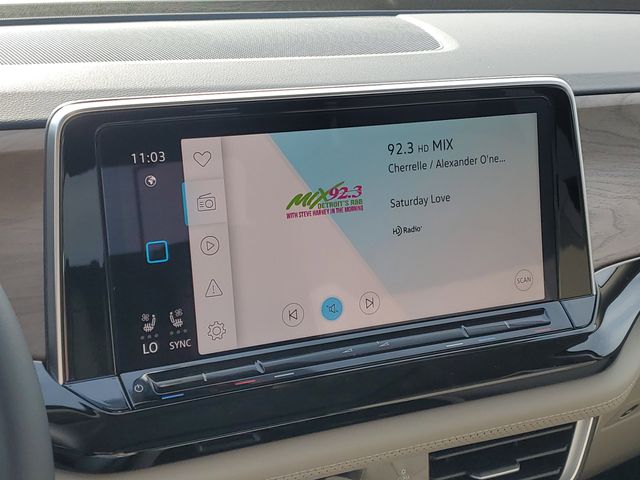 11:03
92.3 HD MIX
Cherrelle / Alexander O'ne...
MIX 92.3
DETROIT'S R&B
WITH STEVE HARVEY IN THE MORNING
Saturday Love
HD Radio
SCAN
LO SYNC